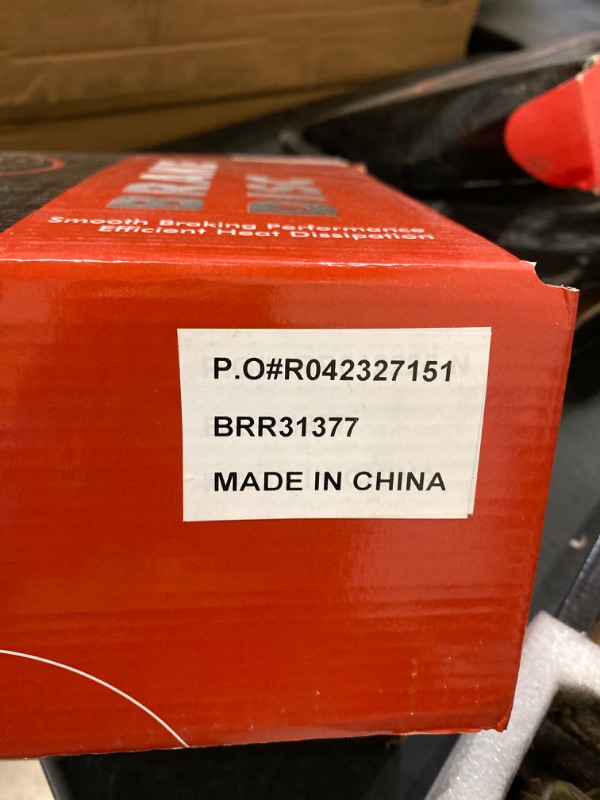 BRAKE
DISK
Smooth Braking Performance
Efficient Heat Dissipation
P.O#R042327151
BRR31377
MADE IN CHINA